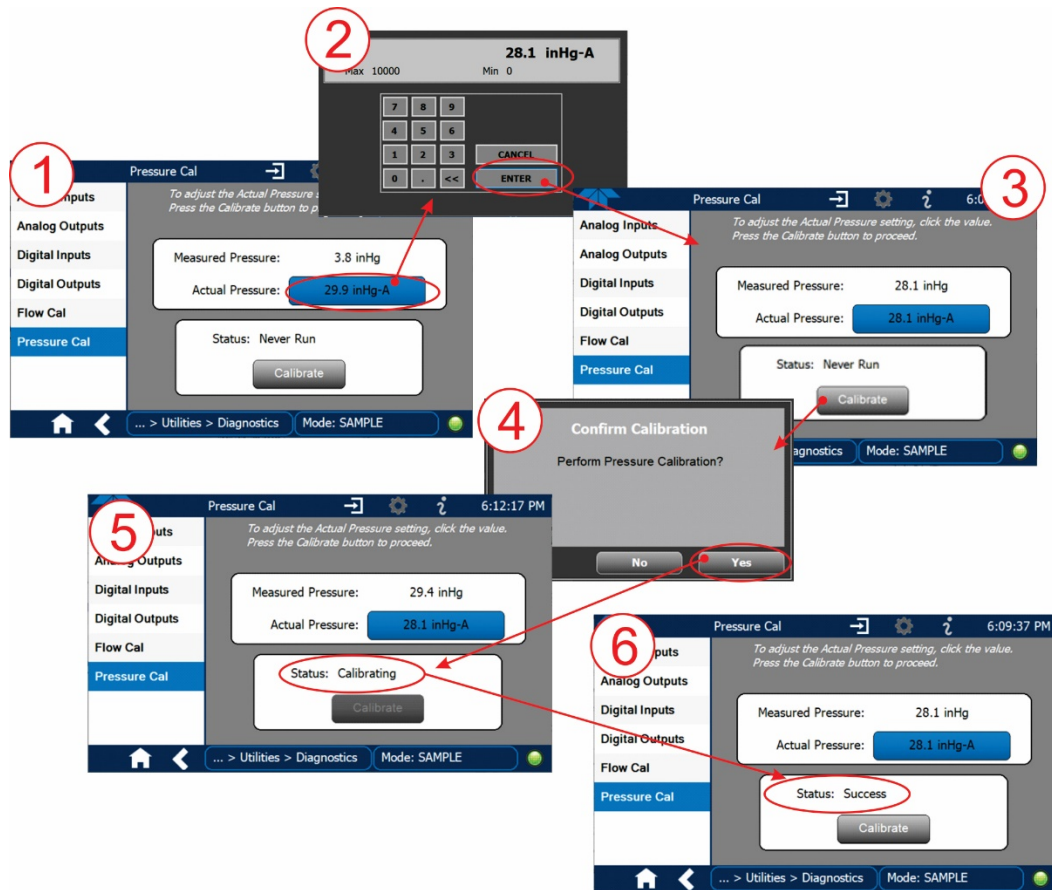 2
28.1 inHg-A
Max 10000 Min 0
7 8 9
4 5 6
1 2 3 CANCEL
0 . << ENTER
1
Pressure Cal
To adjust the Actual Pressure
Press the Calibrate button to
Inputs
Analog Outputs
Digital Inputs
Digital Outputs
Flow Cal
Pressure Cal
Measured Pressure: 3.8 inHg
Actual Pressure: 29.9 inHg-A
Status: Never Run
Calibrate
... > Utilities > Diagnostics Mode: SAMPLE
3
Pressure Cal i 6:0
To adjust the Actual Pressure setting, click the value.
Press the Calibrate button to proceed.
Analog Inputs
Analog Outputs
Digital Inputs
Digital Outputs
Flow Cal
Pressure Cal
Measured Pressure: 28.1 inHg
Actual Pressure: 28.1 inHg-A
Status: Never Run
Calibrate
agnostics Mode: SAMPLE
4
Confirm Calibration
Perform Pressure Calibration?
No Yes
5
Pressure Cal i 6:12:17 PM
To adjust the Actual Pressure setting, click the value.
Press the Calibrate button to proceed.
uts
Analog Outputs
Digital Inputs
Digital Outputs
Flow Cal
Pressure Cal
Measured Pressure: 29.4 inHg
Actual Pressure: 28.1 inHg-A
Status: Calibrating
Calibrate
... > Utilities > Diagnostics Mode: SAMPLE
6
Pressure Cal i 6:09:37 PM
To adjust the Actual Pressure setting, click the value.
Press the Calibrate button to proceed.
puts
Analog Outputs
Digital Inputs
Digital Outputs
Flow Cal
Pressure Cal
Measured Pressure: 28.1 inHg
Actual Pressure: 28.1 inHg-A
Status: Success
Calibrate
... > Utilities > Diagnostics Mode: SAMPLE